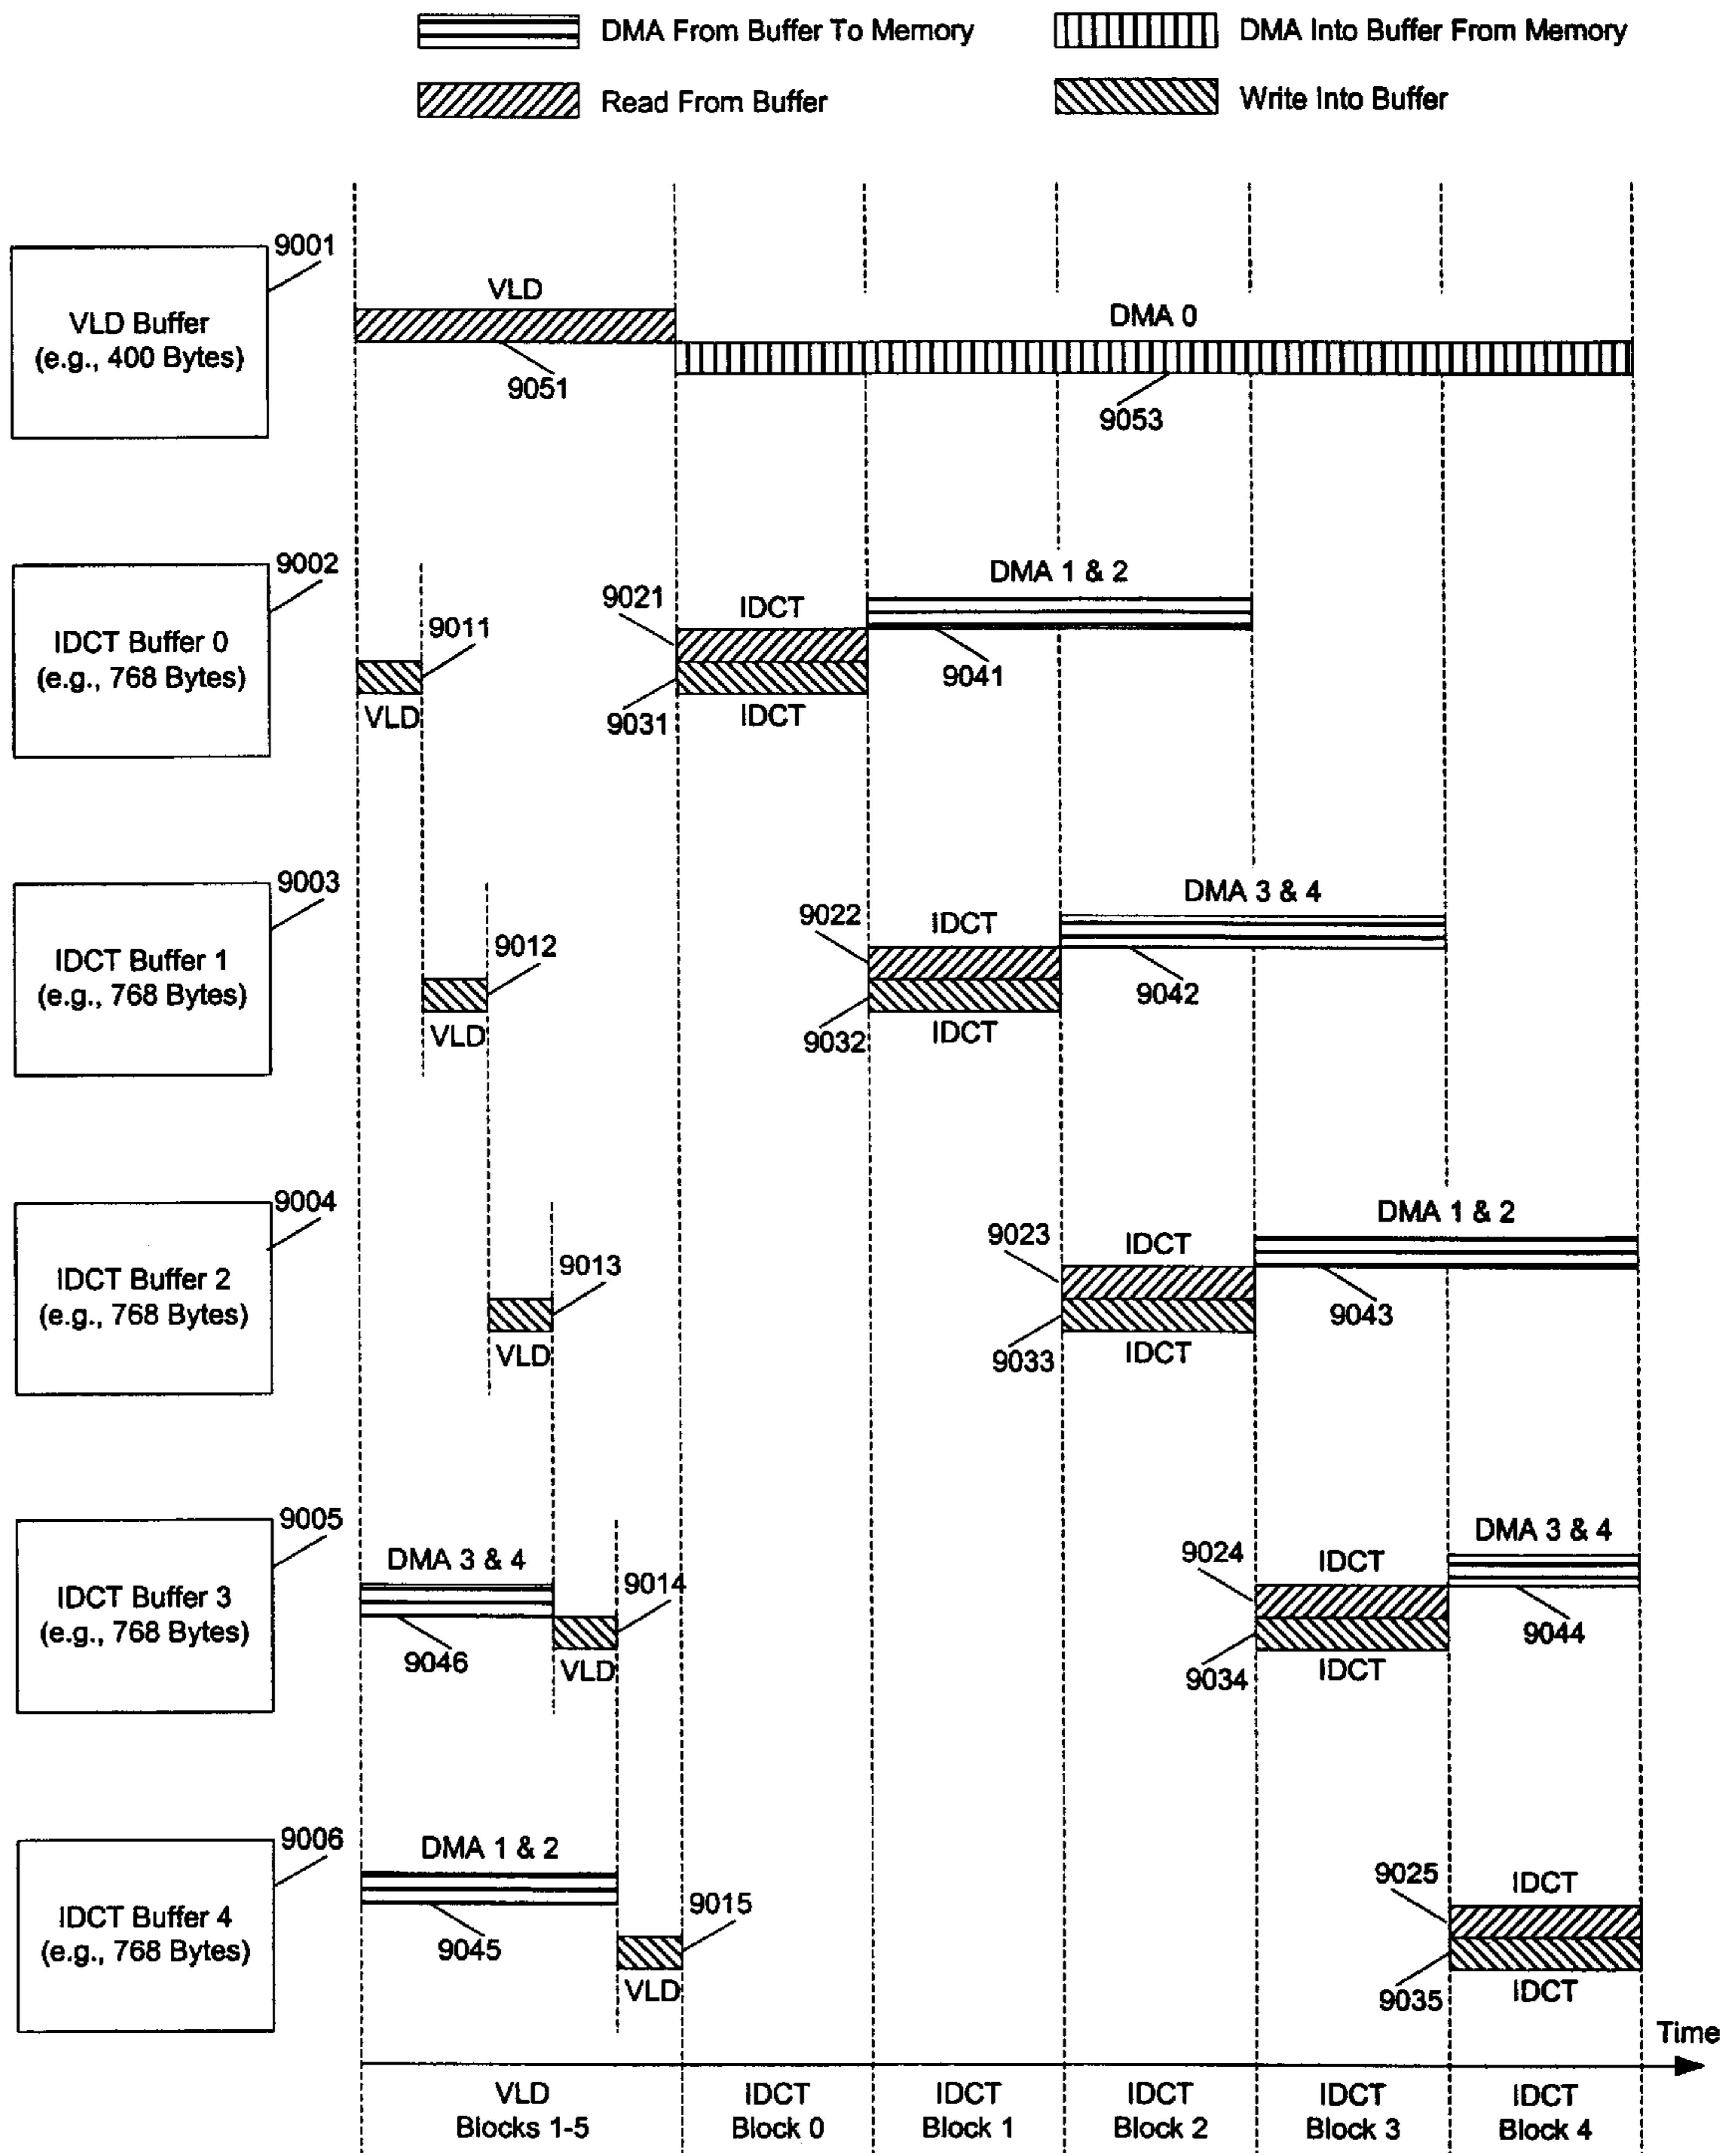 DMA From Buffer To Memory
DMA Into Buffer From Memory
Read From Buffer
Write Into Buffer
9001
VLD Buffer
(e.g., 400 Bytes)
VLD
9051
DMA 0
9053
9002
IDCT Buffer 0
(e.g., 768 Bytes)
9011
VLD
9021
IDCT
9031
IDCT
DMA 1 & 2
9041
9003
IDCT Buffer 1
(e.g., 768 Bytes)
9012
VLD
9022
IDCT
9032
IDCT
DMA 3 & 4
9042
9004
IDCT Buffer 2
(e.g., 768 Bytes)
9013
VLD
9023
IDCT
9033
IDCT
DMA 1 & 2
9043
9005
IDCT Buffer 3
(e.g., 768 Bytes)
DMA 3 & 4
9046
9014
VLD
9024
IDCT
9034
IDCT
DMA 3 & 4
9044
9006
IDCT Buffer 4
(e.g., 768 Bytes)
DMA 1 & 2
9045
9015
VLD
9025
IDCT
9035
IDCT
Time
VLD
Blocks 1-5
IDCT
Block 0
IDCT
Block 1
IDCT
Block 2
IDCT
Block 3
IDCT
Block 4